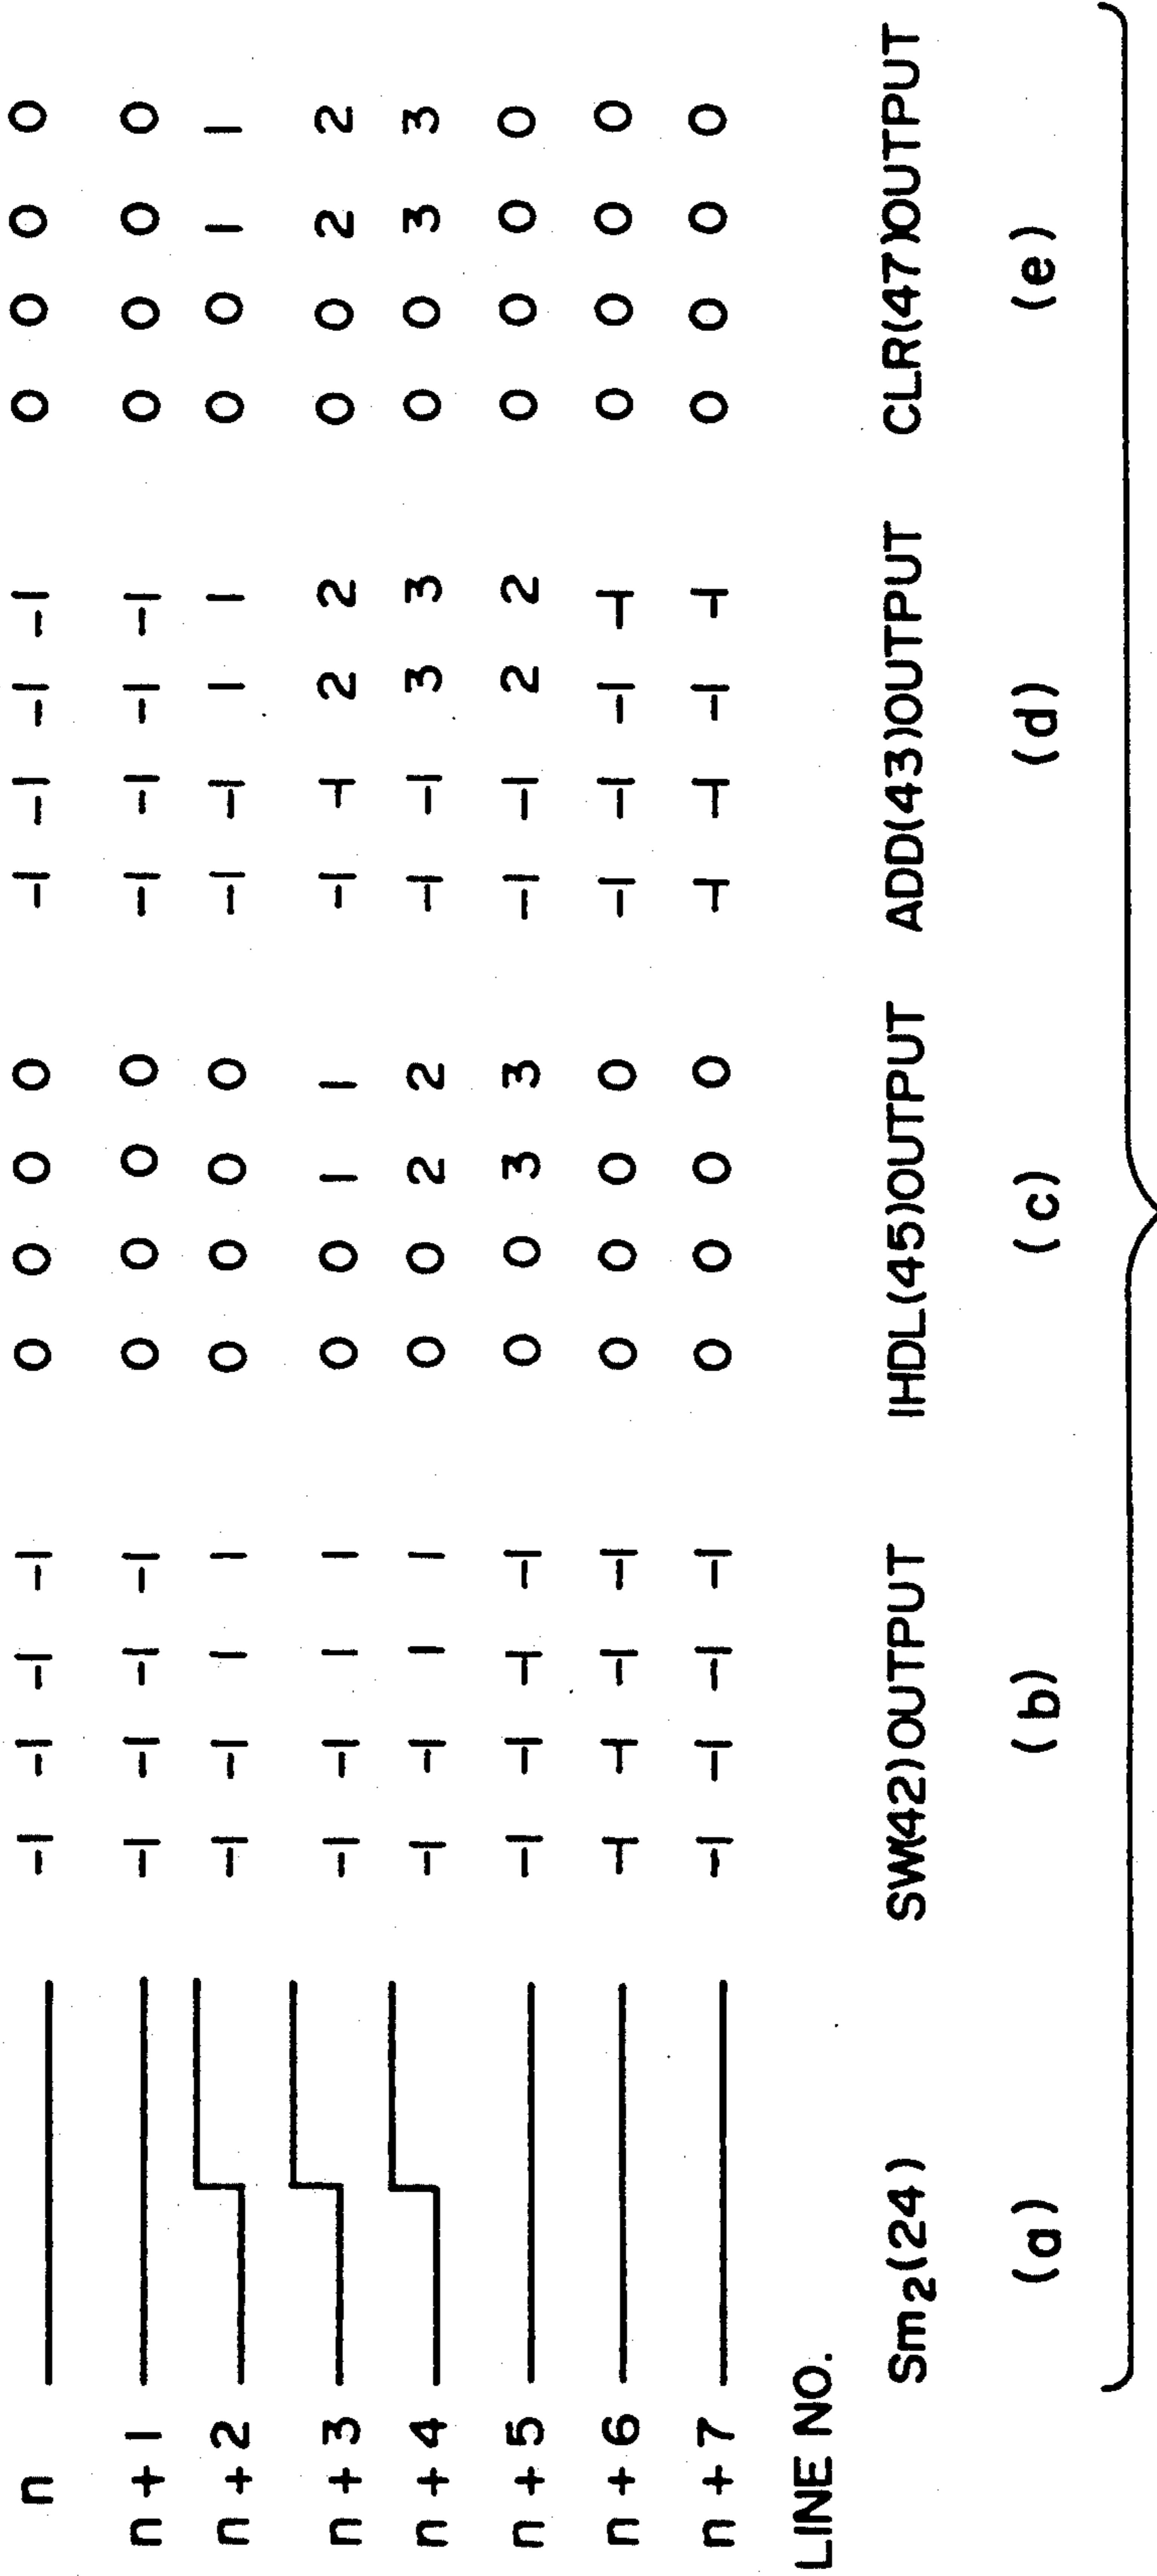 n -1 -1 -1 -1 0 0 0 0 -1 -1 -1 -1 0 0 0 0
n + 1 -1 -1 -1 -1 0 0 0 0 -1 -1 -1 -1 0 0 0 0
n + 2 -1 -1 1 1 0 0 0 0 -1 -1 1 1 0 0 1 1
n + 3 -1 -1 1 1 0 0 1 1 -1 -1 2 2 0 0 2 2
n + 4 -1 -1 1 1 0 0 2 2 -1 -1 3 3 0 0 3 3
n + 5 -1 -1 -1 -1 0 0 3 3 -1 -1 2 2 0 0 0 0
n + 6 -1 -1 -1 -1 0 0 0 0 -1 -1 -1 -1 0 0 0 0
n + 7 -1 -1 -1 -1 0 0 0 0 -1 -1 -1 -1 0 0 0 0
LINE NO.
Sm2(24) SW(42)OUTPUT IHDL(45)OUTPUT ADD(43)OUTPUT CLR(47)OUTPUT
(a) (b) (c) (d) (e)